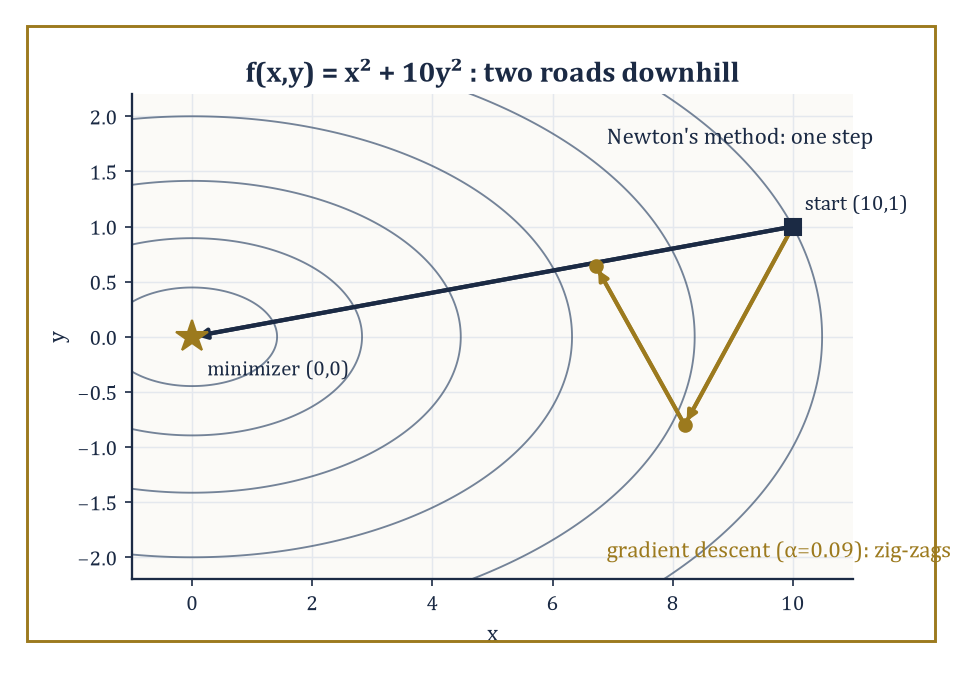 f(x,y) = x² + 10y² : two roads downhill
2.0
Newton's method: one step
1.5
start (10,1)
1.0
0.5
y
0.0
minimizer (0,0)
−0.5
−1.0
−1.5
gradient descent (α=0.09): zig-zags
−2.0
0 2 4 6 8 10
x